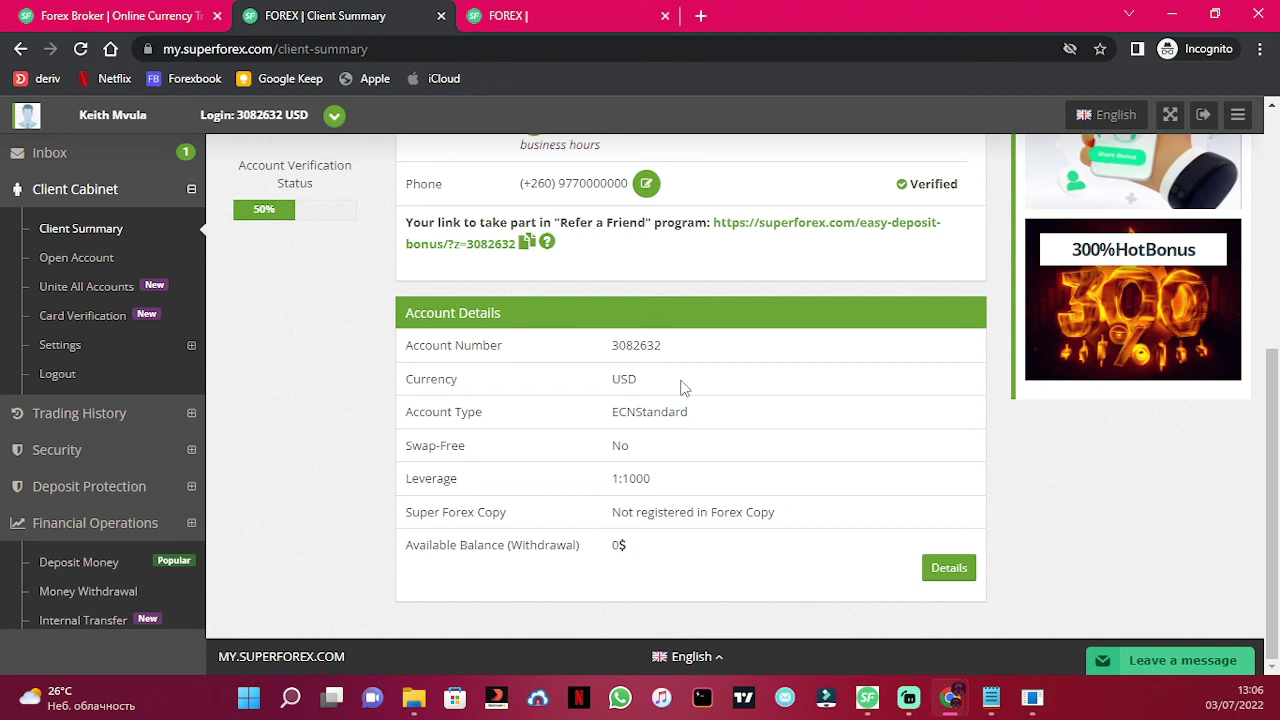 Forex Broker | Online Currency Tr
FOREX | Client Summary
FOREX |
my.superforex.com/client-summary
Incognito
deriv
Netflix
FB Forexbook
Google Keep
Apple
iCloud
Keith Mvula
Login: 3082632 USD
English
Inbox 1
Client Cabinet
Client Summary
Open Account
Unite All Accounts New
Card Verification New
Settings
Logout
Trading History
Security
Deposit Protection
Financial Operations
Deposit Money Popular
Money Withdrawal
Internal Transfer New
Account Verification
Status
50%
business hours
Phone (+260) 9770000000 Verified
Your link to take part in "Refer a Friend" program: https://superforex.com/easy-deposit-
bonus/?z=3082632
Account Details
Account Number 3082632
Currency USD
Account Type ECNStandard
Swap-Free No
Leverage 1:1000
Super Forex Copy Not registered in Forex Copy
Available Balance (Withdrawal) 0$
Details
Share Bonus
300%HotBonus
300
%
MY.SUPERFOREX.COM
English
Leave a message
26°C
Неб. облачность
13:06
03/07/2022